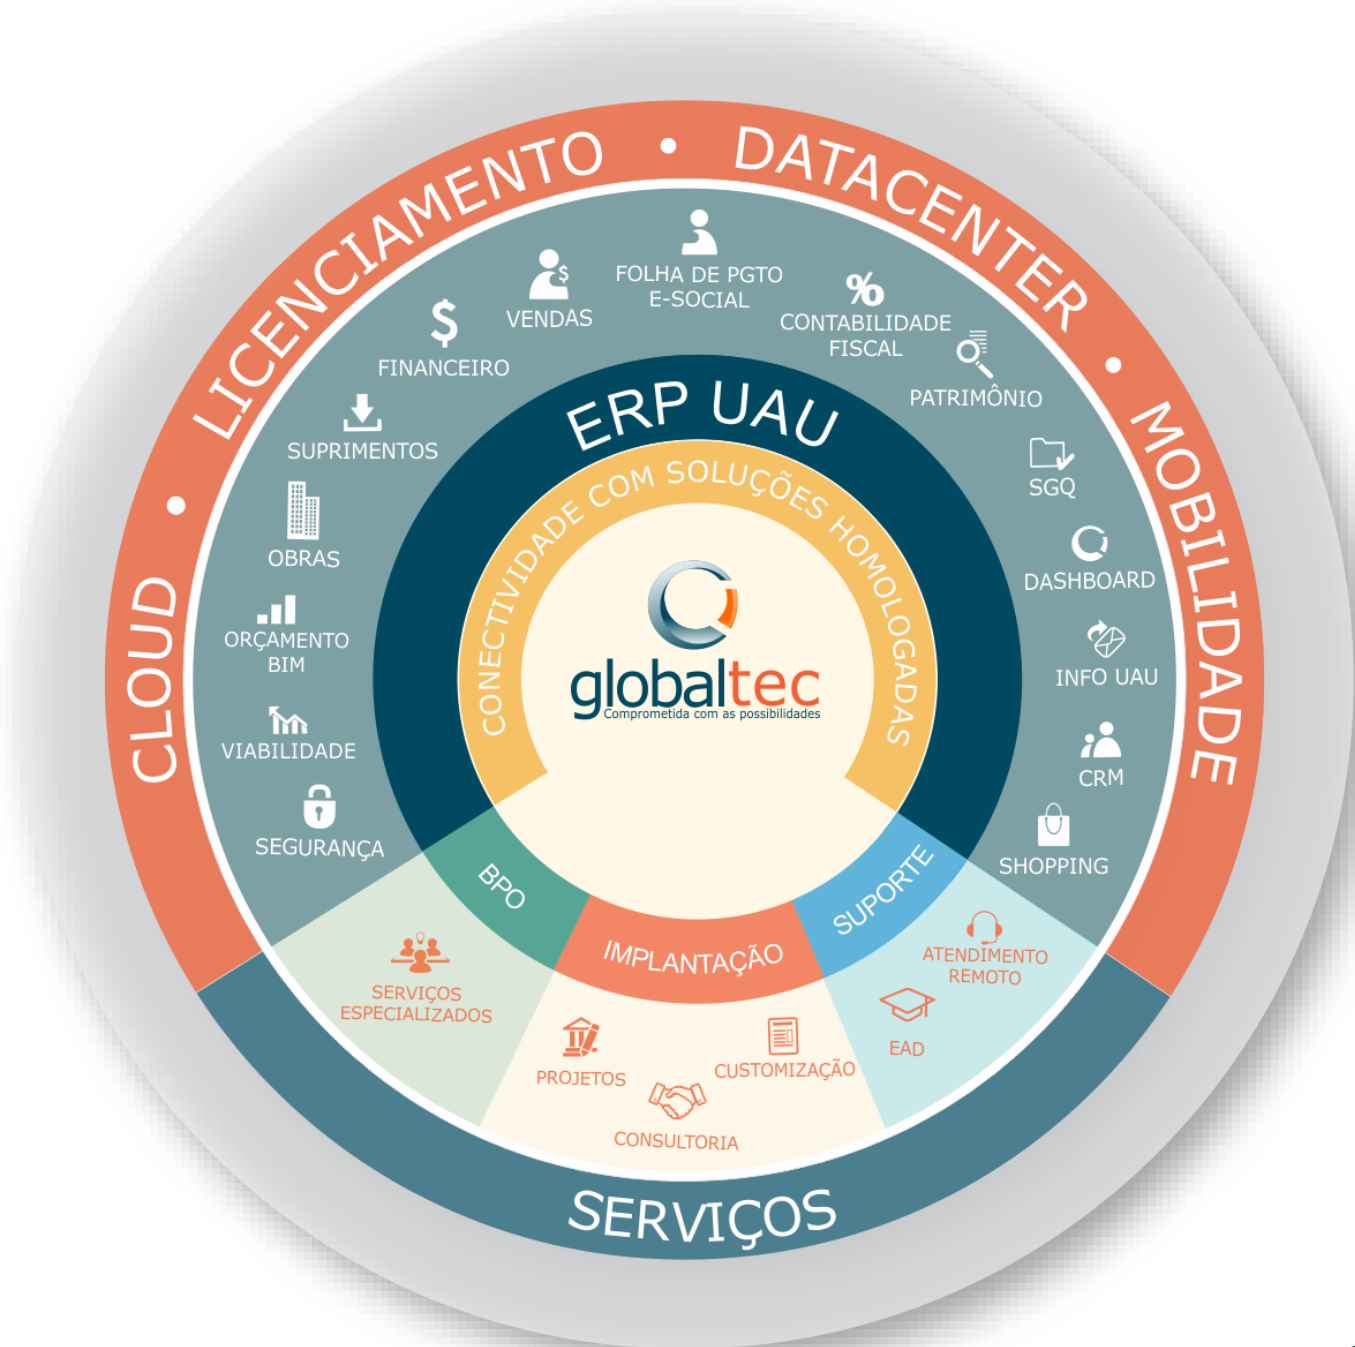 CLOUD • LICENCIAMENTO • DATACENTER • MOBILIDADE
SEGURANÇA
VIABILIDADE
ORÇAMENTO
BIM
OBRAS
SUPRIMENTOS
FINANCEIRO
VENDAS
FOLHA DE PGTO
E-SOCIAL
%
CONTABILIDADE
FISCAL
PATRIMÔNIO
SGQ
DASHBOARD
INFO UAU
CRM
SHOPPING
ERP UAU
CONECTIVIDADE COM SOLUÇÕES HOMOLOGADAS
globaltec
Comprometida com as possibilidades
BPO
IMPLANTAÇÃO
SUPORTE
SERVIÇOS
ESPECIALIZADOS
PROJETOS
CONSULTORIA
CUSTOMIZAÇÃO
EAD
ATENDIMENTO
REMOTO
SERVIÇOS